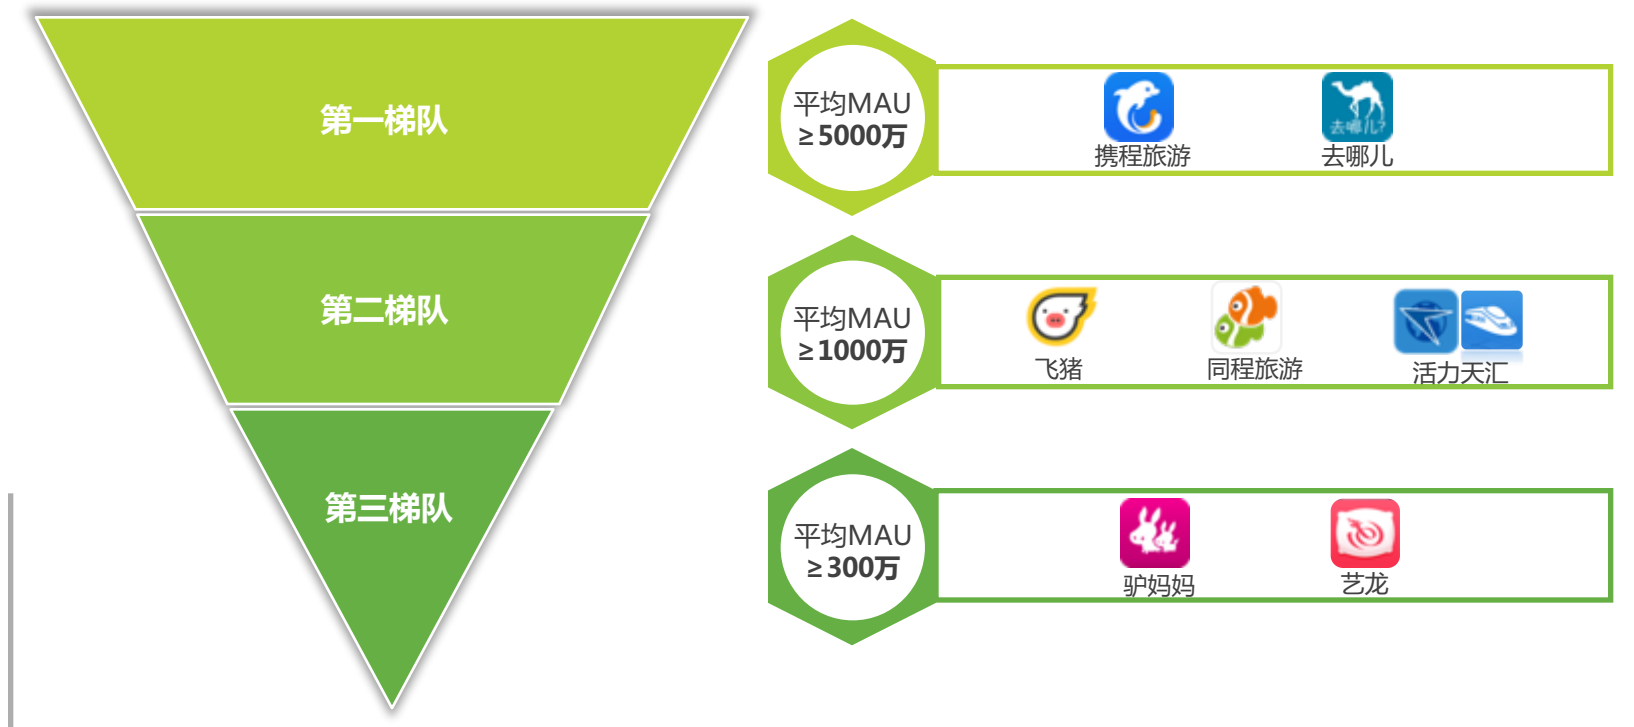 第一梯队
平均MAU
≥5000万
去哪儿?
携程旅游
去哪儿
第二梯队
平均MAU
≥1000万
飞猪
同程旅游
活力天汇
第三梯队
平均MAU
≥300万
驴妈妈
艺龙